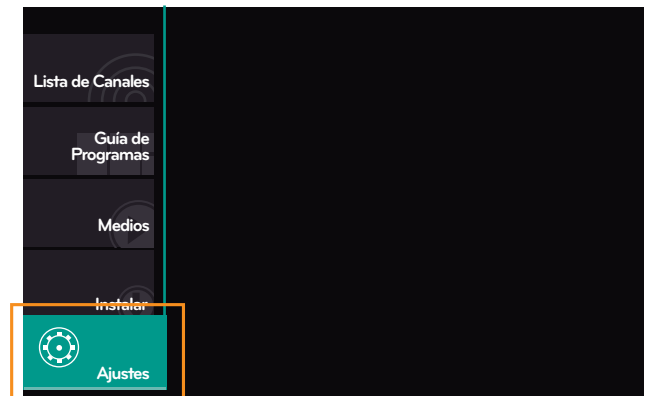 Lista de Canales
Guía de
Programas
Medios
Instalar
Ajustes